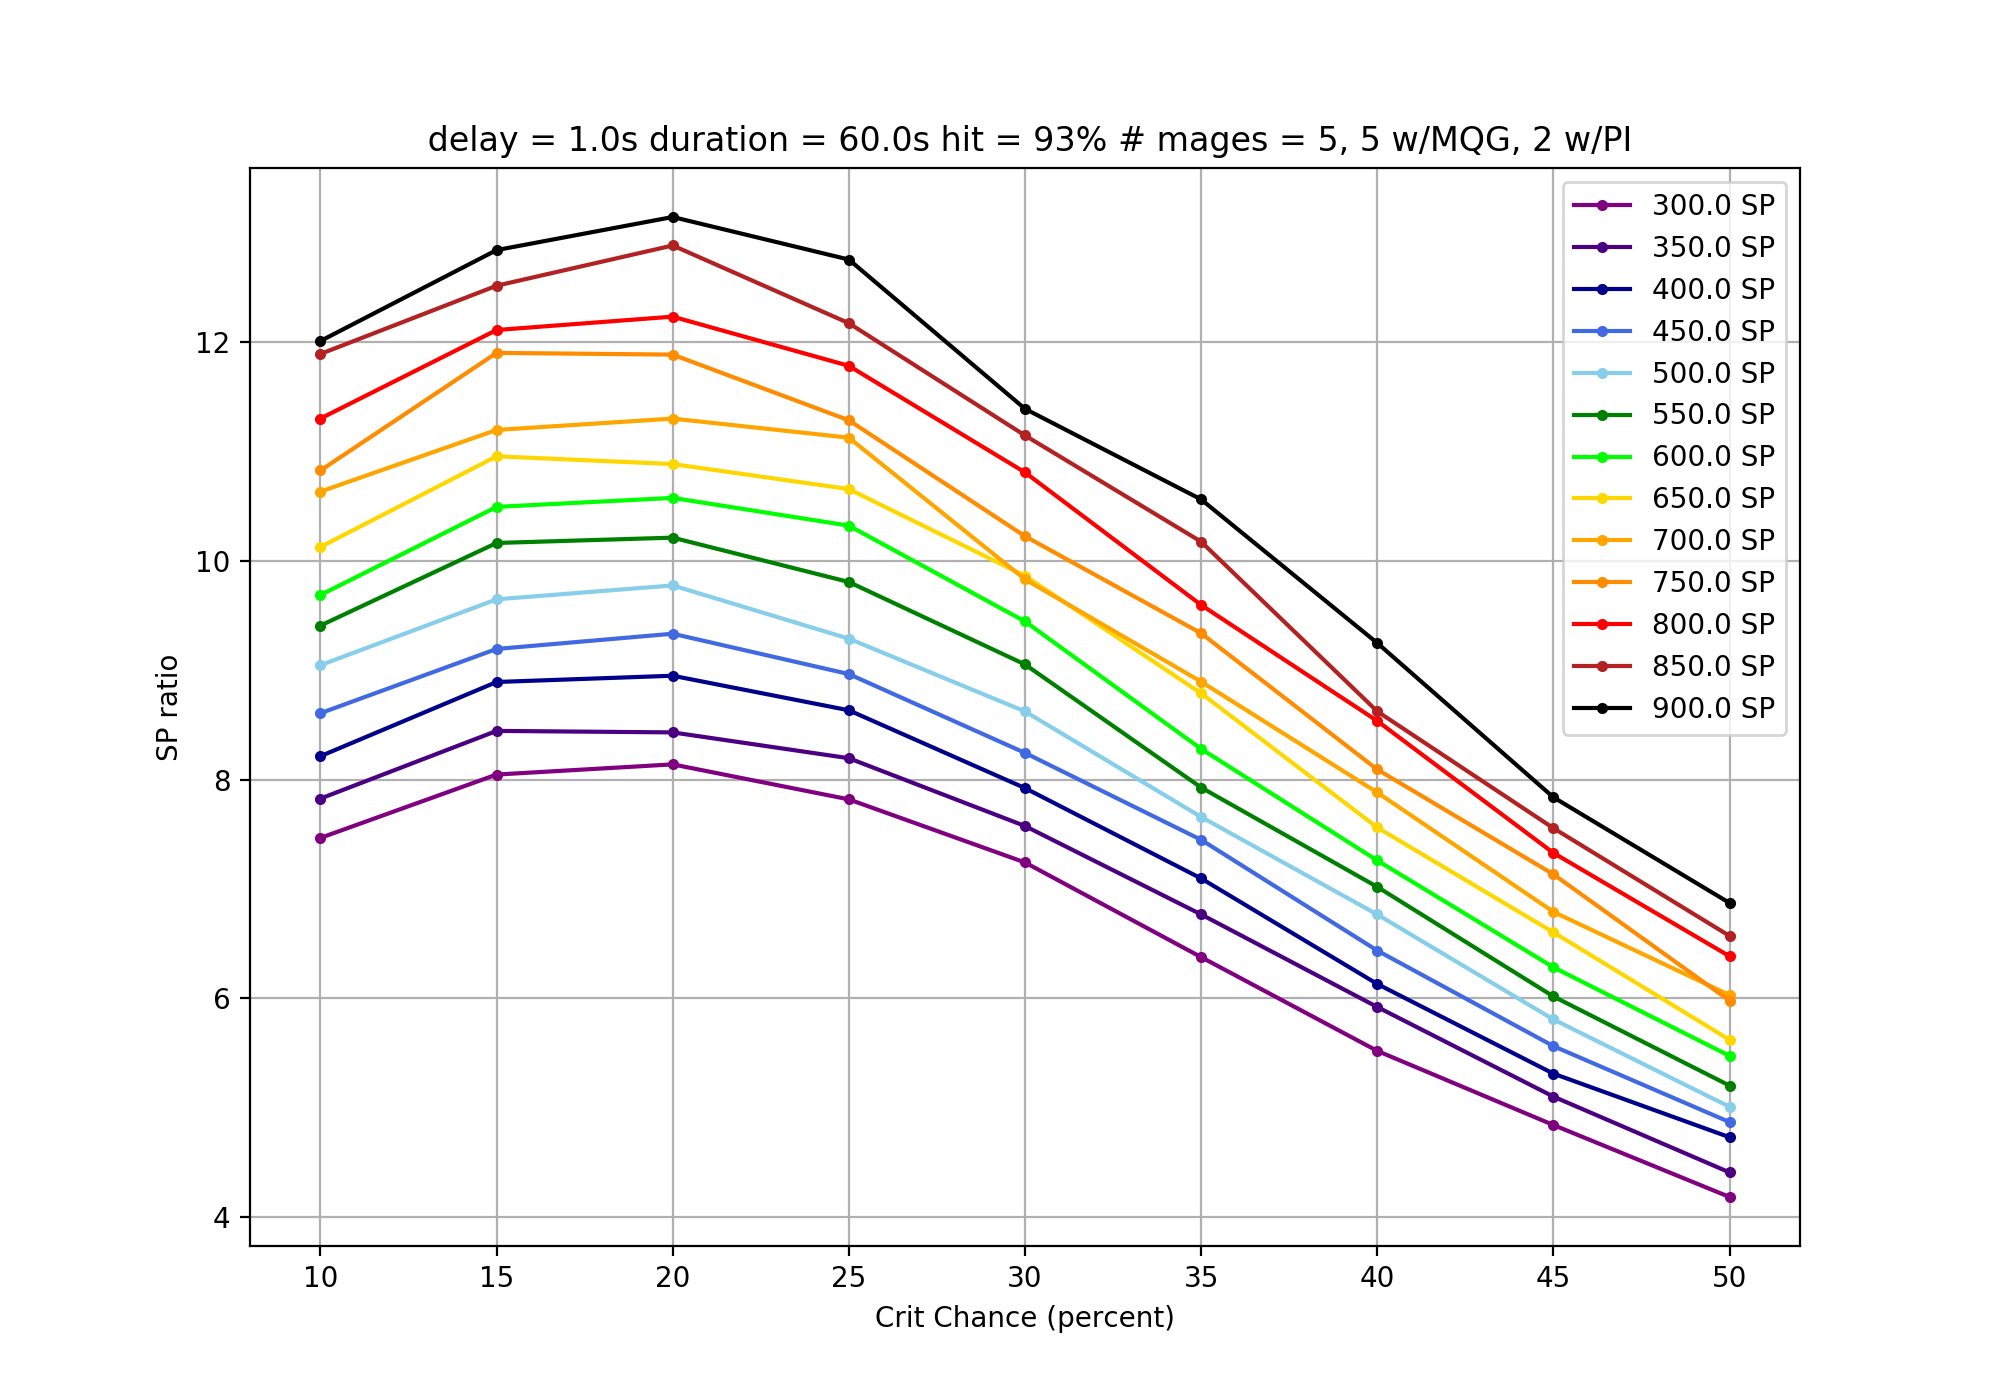 delay = 1.0s duration = 60.0s hit = 93% # mages = 5, 5 w/MQG, 2 w/PI
300.0 SP
350.0 SP
400.0 SP
450.0 SP
500.0 SP
550.0 SP
600.0 SP
650.0 SP
700.0 SP
750.0 SP
800.0 SP
850.0 SP
900.0 SP
SP ratio
12
10
8
6
4
10 15 20 25 30 35 40 45 50
Crit Chance (percent)